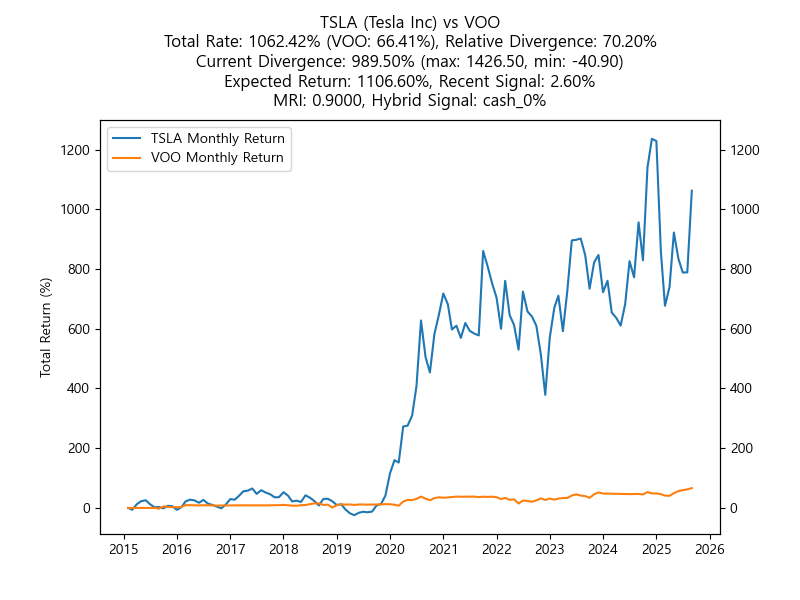 TSLA (Tesla Inc) vs VOO
Total Rate: 1062.42% (VOO: 66.41%), Relative Divergence: 70.20%
Current Divergence: 989.50% (max: 1426.50, min: -40.90)
Expected Return: 1106.60%, Recent Signal: 2.60%
MRI: 0.9000, Hybrid Signal: cash_0%
TSLA Monthly Return
VOO Monthly Return
Total Return (%)
1200
1000
800
600
400
200
0
1200
1000
800
600
400
200
0
2015 2016 2017 2018 2019 2020 2021 2022 2023 2024 2025 2026